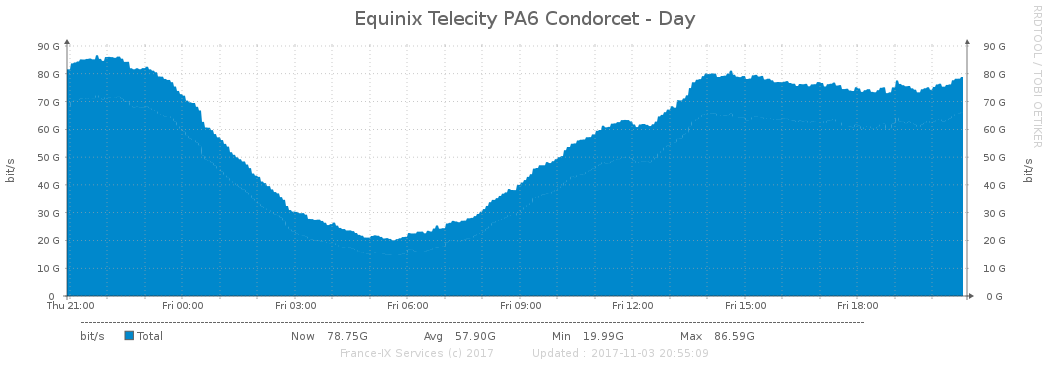 Equinix Telecity PA6 Condorcet - Day
RRDTOOL / TOBI OETIKER
90 G 90 G
80 G 80 G
70 G 70 G
60 G 60 G
50 G 50 G
40 G 40 G
30 G 30 G
20 G 20 G
10 G 10 G
0 0 G
bit/s
bit/s
Thu 21:00 Fri 00:00 Fri 03:00 Fri 06:00 Fri 09:00 Fri 12:00 Fri 15:00 Fri 18:00
bit/s Total Now 78.75G Avg 57.90G Min 19.99G Max 86.59G
France-IX Services (c) 2017 Updated : 2017-11-03 20:55:09